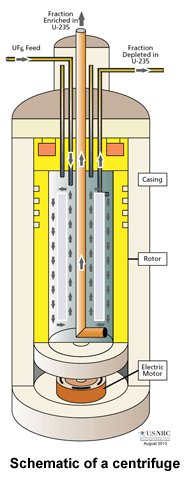 Fraction
Enriched in
U-235
UF6 Feed
Fraction
Depleted in
U-235
Casing
Rotor
Electric
Motor
U.S.NRC
August 2013
Schematic of a centrifuge